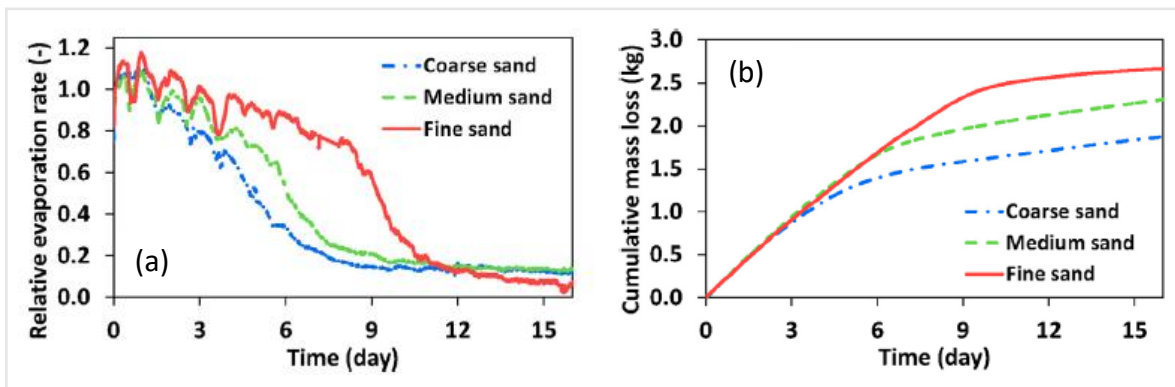 Relative evaporation rate (-)
1.2
1.0
0.8
0.6
0.4
0.2
0.0
Coarse sand
Medium sand
Fine sand
(a)
0 3 6 9 12 15
Time (day)
Cumulative mass loss (kg)
3.0
2.5
2.0
1.5
1.0
0.5
0.0
(b)
Coarse sand
Medium sand
Fine sand
0 3 6 9 12 15
Time (day)